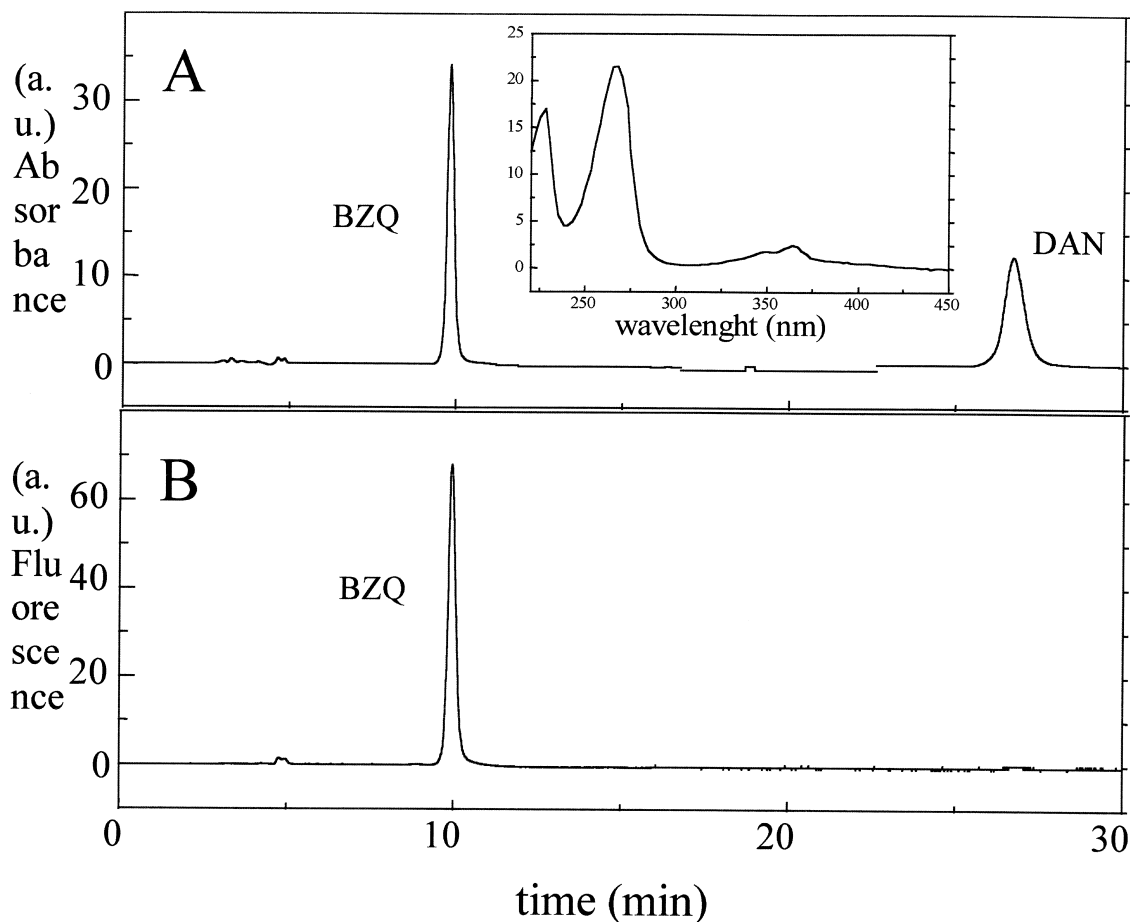 A
(a.
u.)
Ab
sor
ba
nce
30
20
10
0
BZQ
DAN
25
20
15
10
5
0
250 300 350 400 450
wavelenght (nm)
B
(a.
u.)
Flu
ore
sce
nce
60
40
20
0
BZQ
0 10 20 30
time (min)